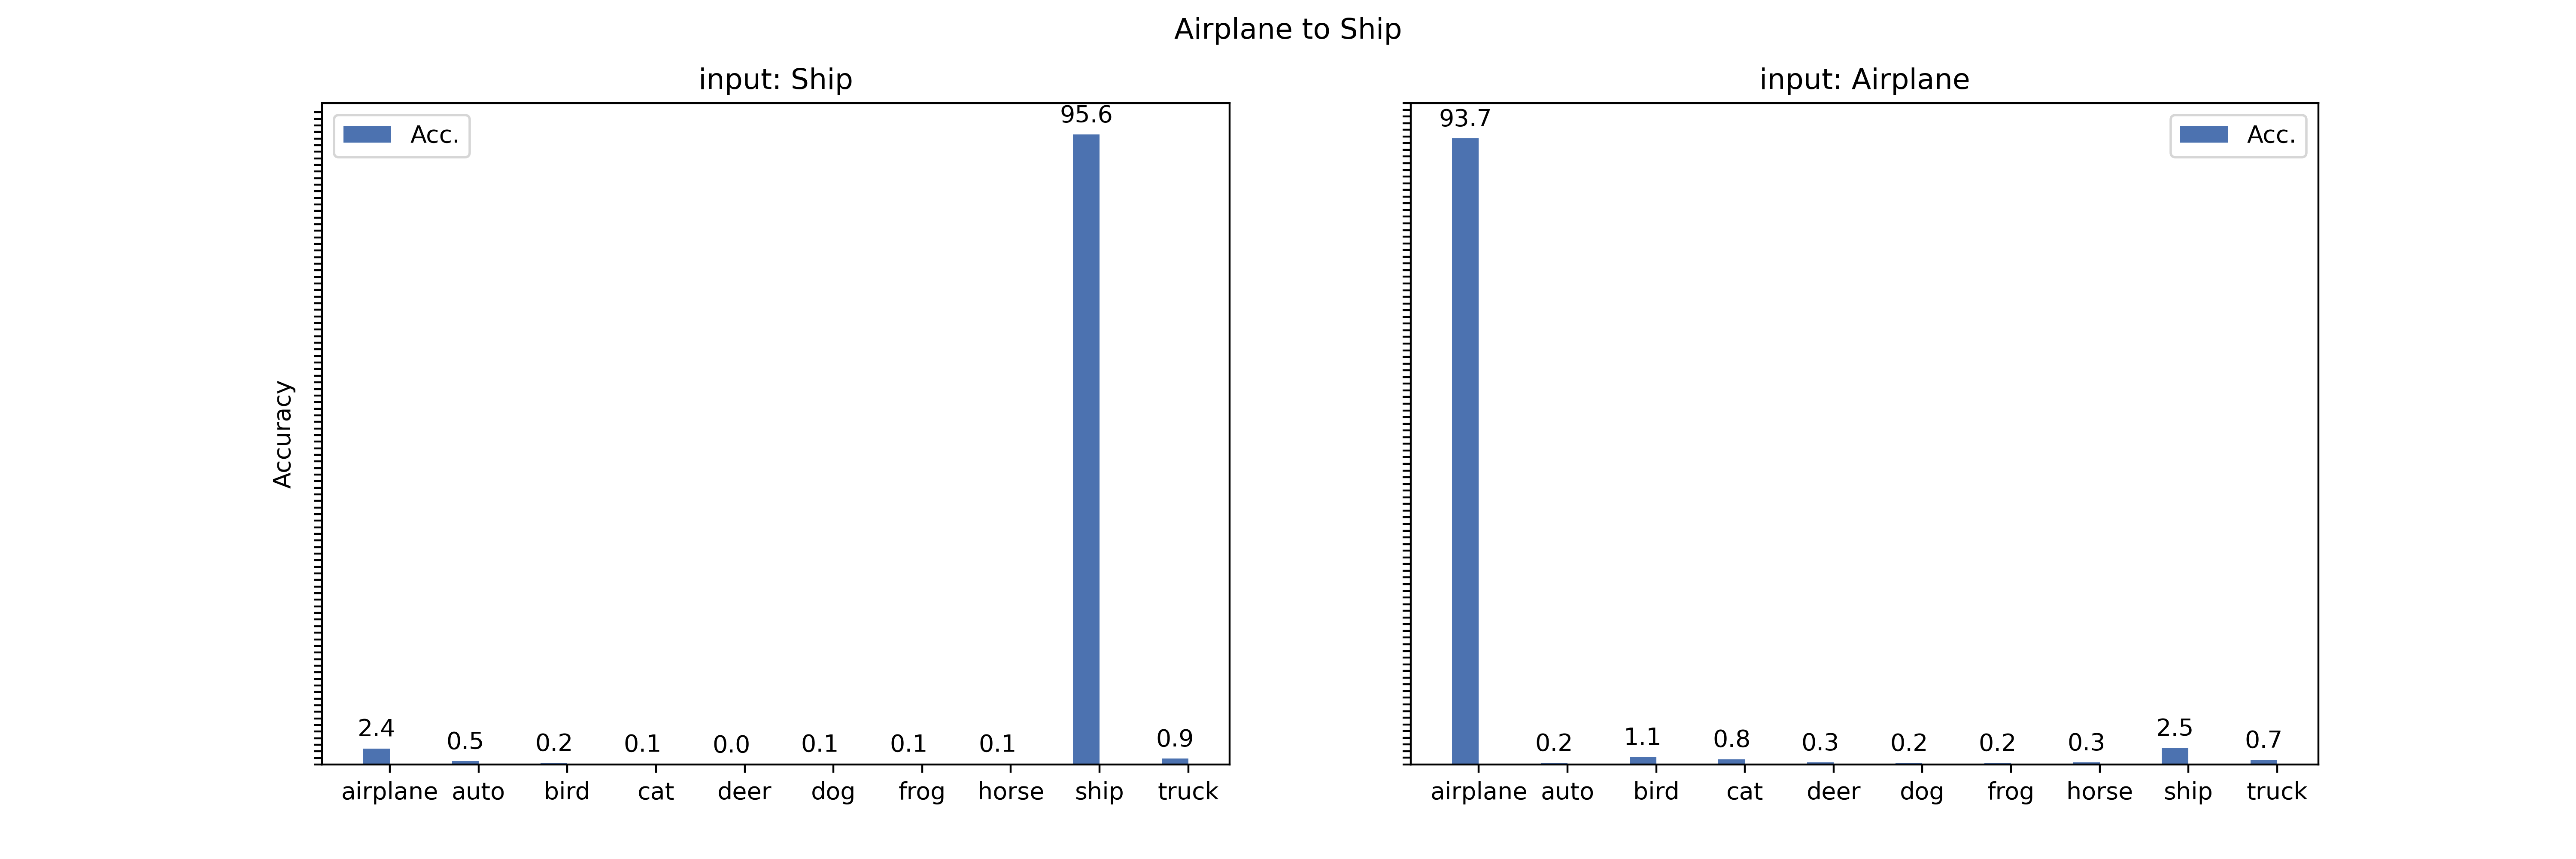 Airplane to Ship
input: Ship
Acc.
Accuracy
2.4 0.5 0.2 0.1 0.0 0.1 0.1 0.1 95.6 0.9
airplane auto bird cat deer dog frog horse ship truck
input: Airplane
Acc.
93.7 0.2 1.1 0.8 0.3 0.2 0.2 0.3 2.5 0.7
airplane auto bird cat deer dog frog horse ship truck